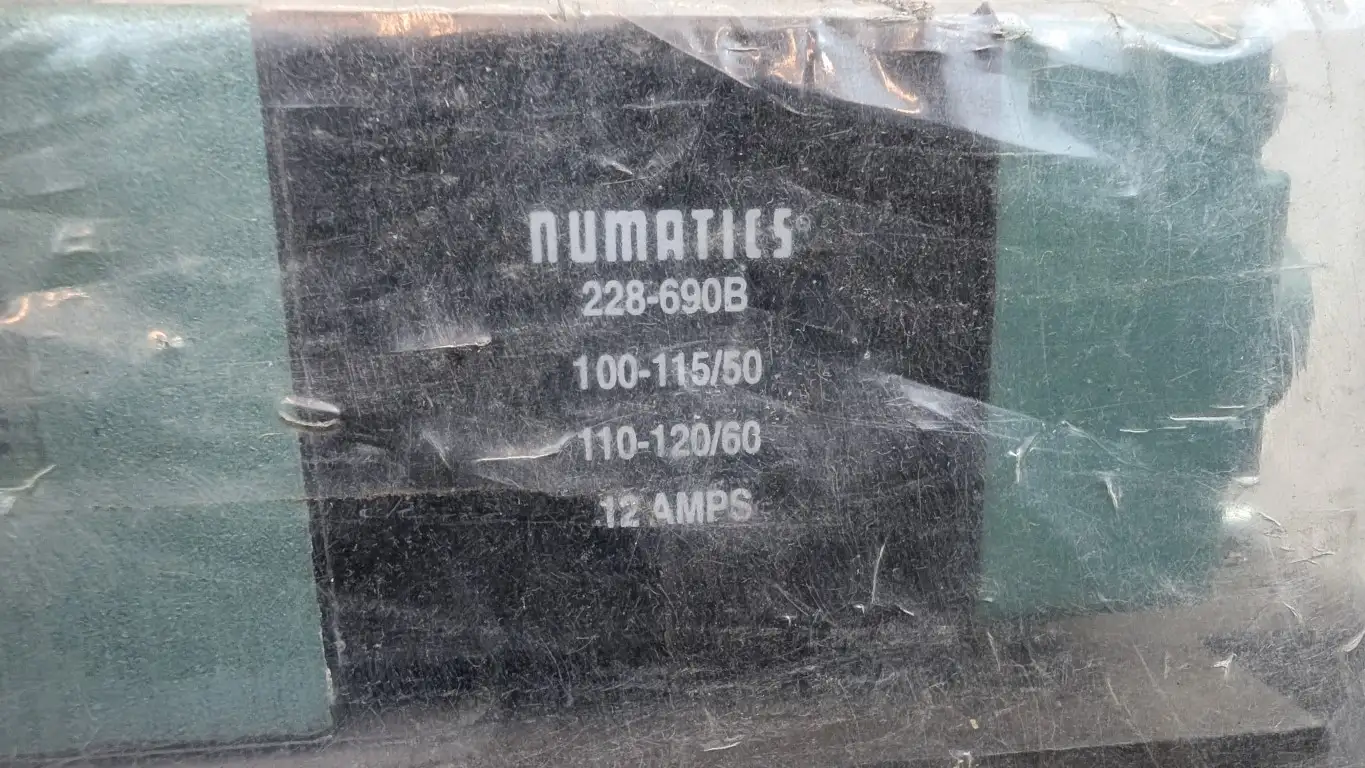 NUMATICS®
228-690B
100-115/50
110-120/60
.12 AMPS